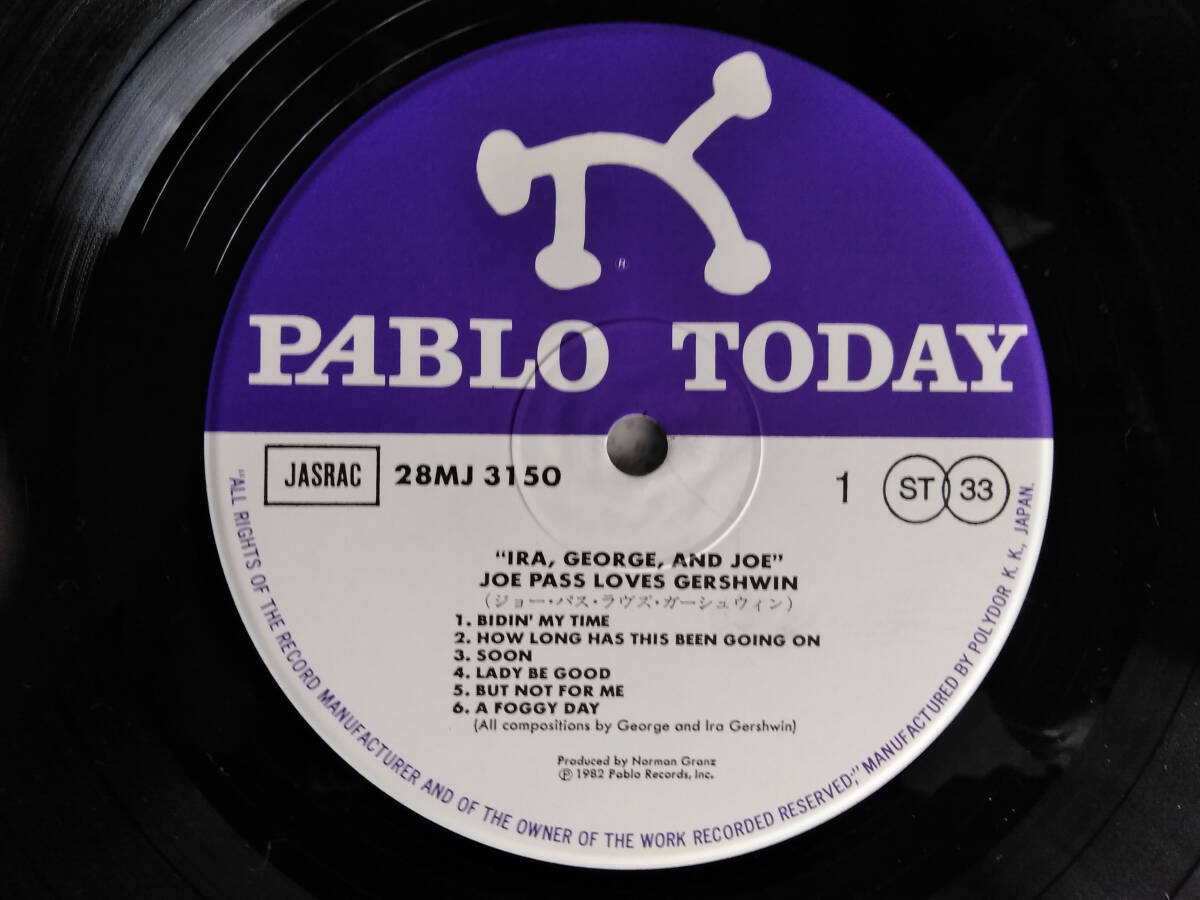 ®
PABLO TODAY
JASRAC 28MJ 3150 1 ST 33
"IRA, GEORGE, AND JOE"
JOE PASS LOVES GERSHWIN
(ジョー・パス・ラヴズ・ガーシュウィン)
1. BIDIN' MY TIME
2. HOW LONG HAS THIS BEEN GOING ON
3. SOON
4. LADY BE GOOD
5. BUT NOT FOR ME
6. A FOGGY DAY
(All compositions by George and Ira Gershwin)
Produced by Norman Granz
℗ 1982 Pablo Records, Inc.
"ALL RIGHTS OF THE RECORD MANUFACTURER AND OF THE OWNER OF THE WORK RECORDED RESERVED;" MANUFACTURED BY POLYDOR K. K., JAPAN.